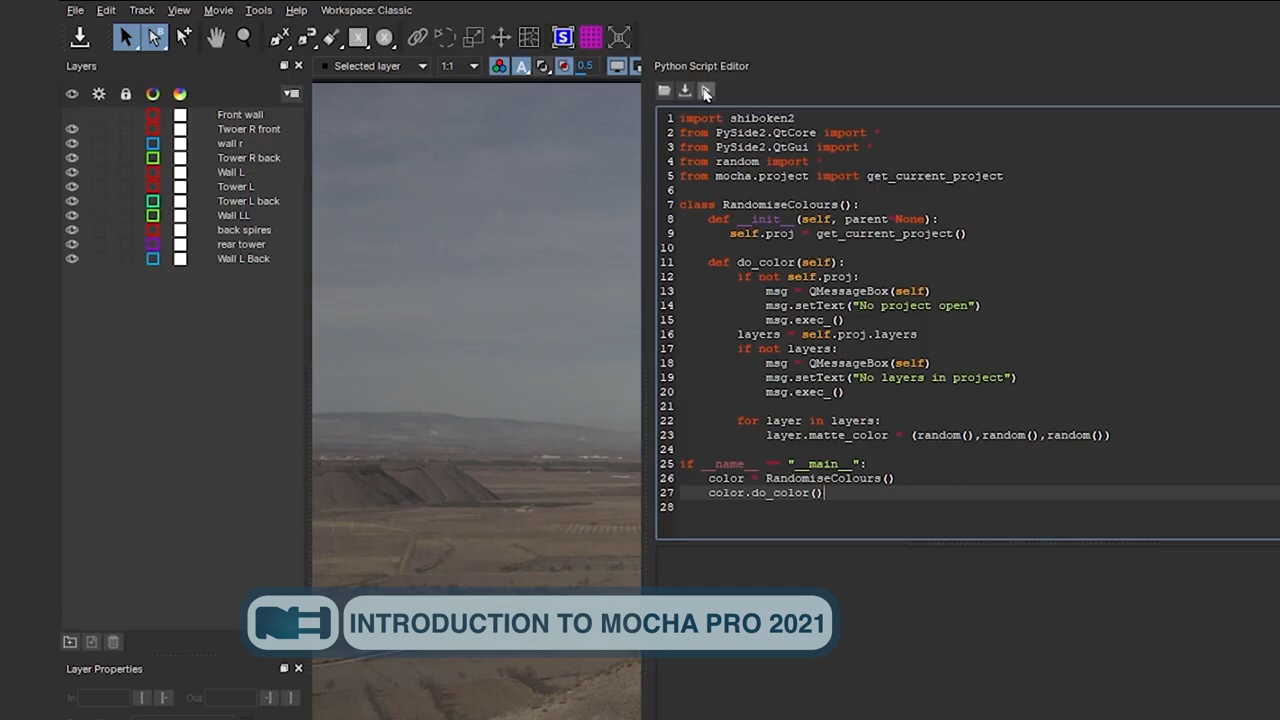 File Edit View Track Movie Tools Help Workspace: Classic
Layers
Selected layer 1:1 A 0.5 S
Python Script Editor
Front wall
Twoer R front
wall r
Tower R back
Wall L
Tower L
Tower L back
Wall LL
back spires
rear tower
Wall L Back
1 import shiboken2
2 from PySide2.QtCore import *
3 from PySide2.QtGui import *
4 from random import *
5 from mocha.project import get_current_project
6
7 class RandomiseColours():
8 def __init__(self, parent=None):
9 self.proj = get_current_project()
10
11 def do_color(self):
12 if not self.proj:
13 msg = QMessageBox(self)
14 msg.setText("No project open")
15 msg.exec_()
16 layers = self.proj.layers
17 if not layers:
18 msg = QMessageBox(self)
19 msg.setText("No layers in project")
20 msg.exec_()
21
22 for layer in layers:
23 layer.matte_color = (random(),random(),random())
24
25 if __name__ == "__main__":
26 color = RandomiseColours()
27 color.do_color()
28
INTRODUCTION TO MOCHA PRO 2021
Layer Properties
In Out